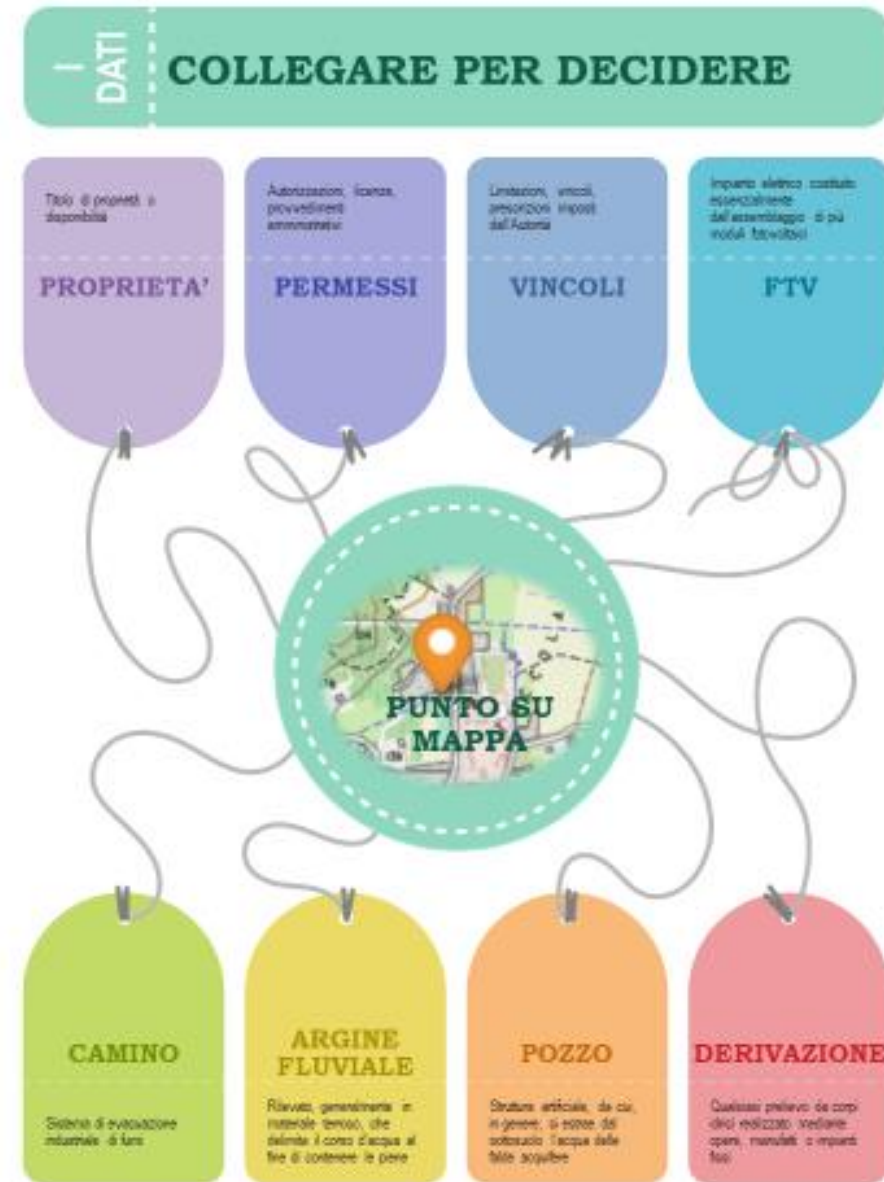 I
DATI
COLLEGARE PER DECIDERE
Titolo di proprietà o
disponibilità
PROPRIETA'
Autorizzazioni, licenze,
provvedimenti
amministrativi
PERMESSI
Limitazioni, vincoli,
prescrizioni imposti
dall'Autorità
VINCOLI
Impianto elettrico costituito
essenzialmente
dall'assemblaggio di più
moduli fotovoltaici
FTV
PUNTO SU
MAPPA
CAMINO
Sistema di evacuazione
industriale di fumi
ARGINE
FLUVIALE
Rilevato, generalmente in
materiale terroso, che
delimita il corso d'acqua al
fine di contenere le piene
POZZO
Struttura artificiale, da cui,
in genere, si estrae dal
sottosuolo l'acqua delle
falde acquifere
DERIVAZIONE
Qualsiasi prelievo da corpi
idrici realizzato mediante
opere, manufatti o impianti
fissi